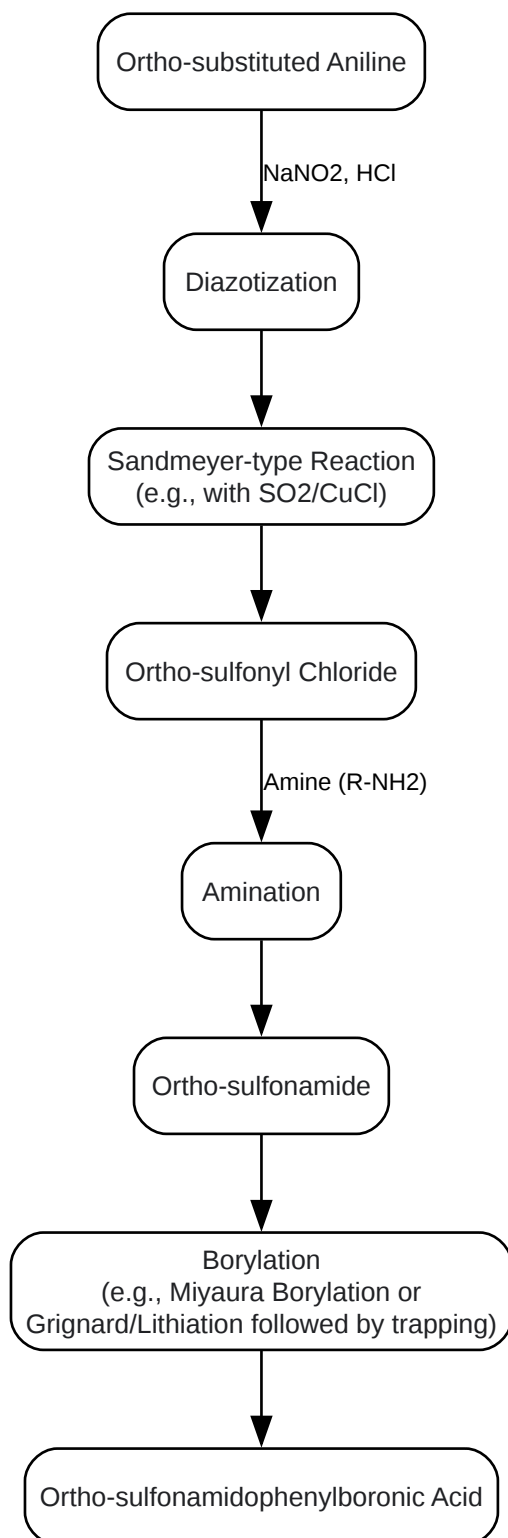 Ortho-substituted Aniline
NaNO2, HCl
Diazotization
Sandmeyer-type Reaction
(e.g., with SO2/CuCl)
Ortho-sulfonyl Chloride
Amine (R-NH2)
Amination
Ortho-sulfonamide
Borylation
(e.g., Miyaura Borylation or
Grignard/Lithiation followed by trapping)
Ortho-sulfonamidophenylboronic Acid